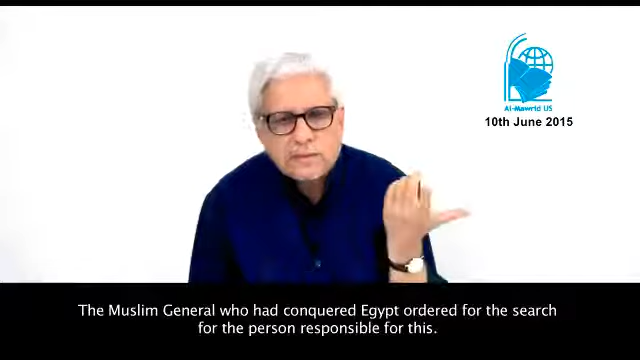 Al-Mawrid US
10th June 2015
The Muslim General who had conquered Egypt ordered for the search
for the person responsible for this.